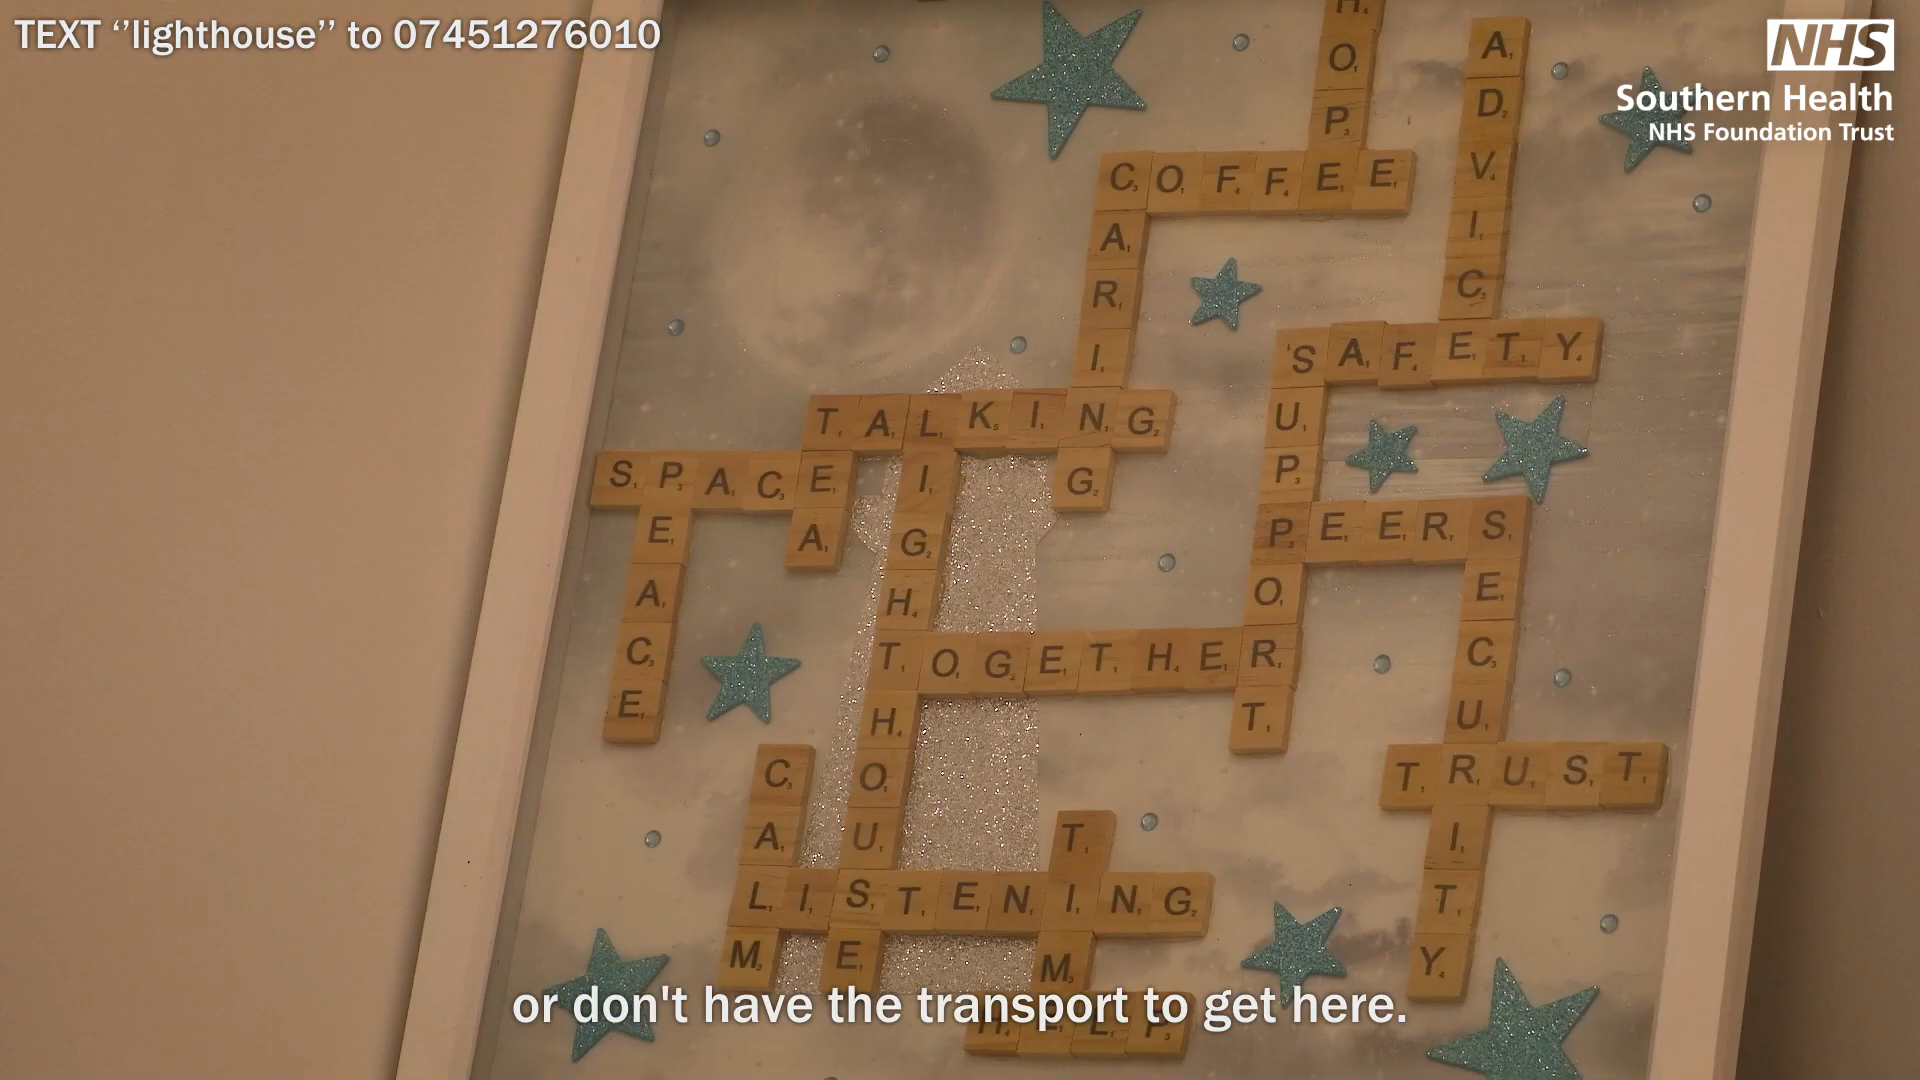 TEXT ‘’lighthouse’’ to 07451276010
NHS
Southern Health
NHS Foundation Trust
HOPE
ADVICE
COFFEE
CARING
SAFETY
SUPPORT
TALKING
SPACE
TEA
LIGHTHOUSE
PEACE
PEERS
SECURITY
TOGETHER
TRUST
CALM
TIME
LISTENING
HELP
or don't have the transport to get here.